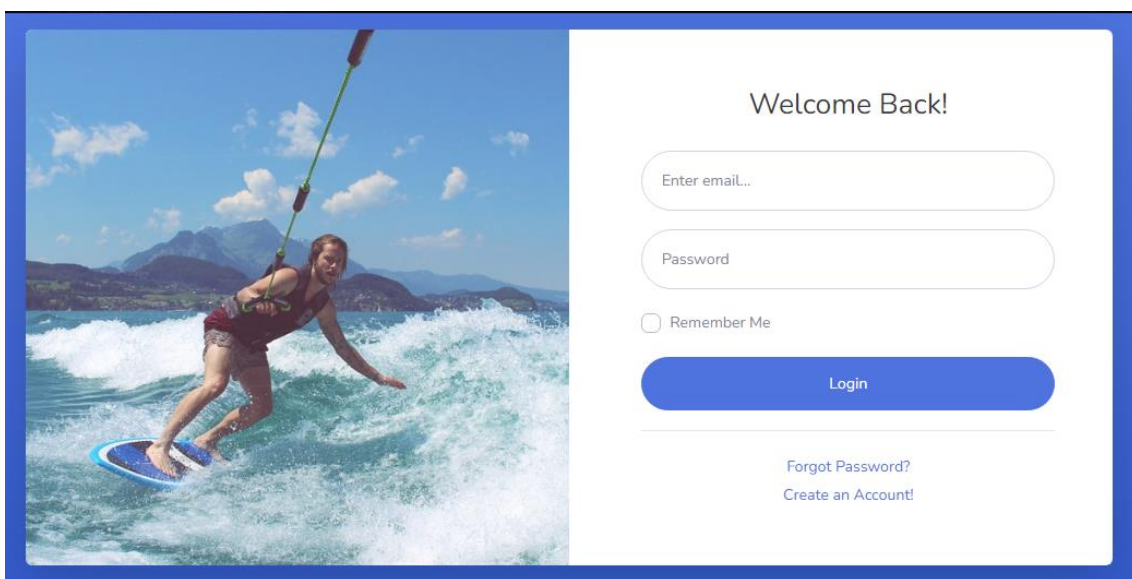 Welcome Back!
Enter email...
Password
Remember Me
Login
Forgot Password?
Create an Account!